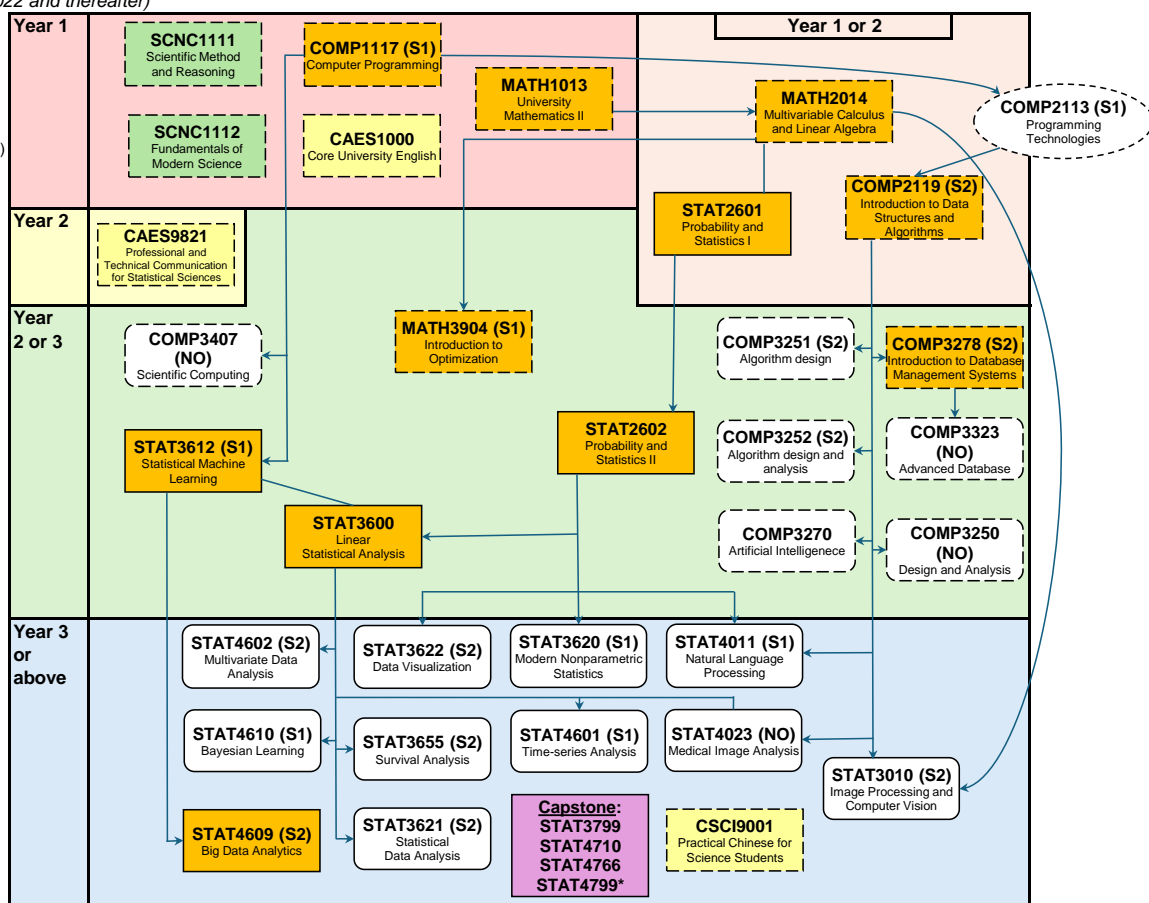 022 and thereafter)
Year 1
SCNC1111
Scientific Method
and Reasoning
COMP1117 (S1)
Computer Programming
Year 1 or 2
MATH1013
University
Mathematics II
MATH2014
Multivariable Calculus
and Linear Algebra
COMP2113 (S1)
Programming
Technologies
SCNC1112
Fundamentals of
Modern Science
CAES1000
Core University English
)
COMP2119 (S2)
Introduction to Data
Structures and
Algorithms
STAT2601
Probability and
Statistics I
Year 2
CAES9821
Professional and
Technical Communication
for Statistical Sciences
Year
2 or 3
COMP3407
(NO)
Scientific Computing
MATH3904 (S1)
Introduction to
Optimization
COMP3251 (S2)
Algorithm design
COMP3278 (S2)
Introduction to Database
Management Systems
STAT3612 (S1)
Statistical Machine
Learning
STAT2602
Probability and
Statistics II
COMP3252 (S2)
Algorithm design and
analysis
COMP3323
(NO)
Advanced Database
STAT3600
Linear
Statistical Analysis
COMP3270
Artificial Intelligenece
COMP3250
(NO)
Design and Analysis
Year 3
or
above
STAT4602 (S2)
Multivariate Data
Analysis
STAT3622 (S2)
Data Visualization
STAT3620 (S1)
Modern Nonparametric
Statistics
STAT4011 (S1)
Natural Language
Processing
STAT4610 (S1)
Bayesian Learning
STAT3655 (S2)
Survival Analysis
STAT4601 (S1)
Time-series Analysis
STAT4023 (NO)
Medical Image Analysis
STAT3010 (S2)
Image Processing and
Computer Vision
STAT4609 (S2)
Big Data Analytics
STAT3621 (S2)
Statistical
Data Analysis
Capstone:
STAT3799
STAT4710
STAT4766
STAT4799*
CSCI9001
Practical Chinese for
Science Students